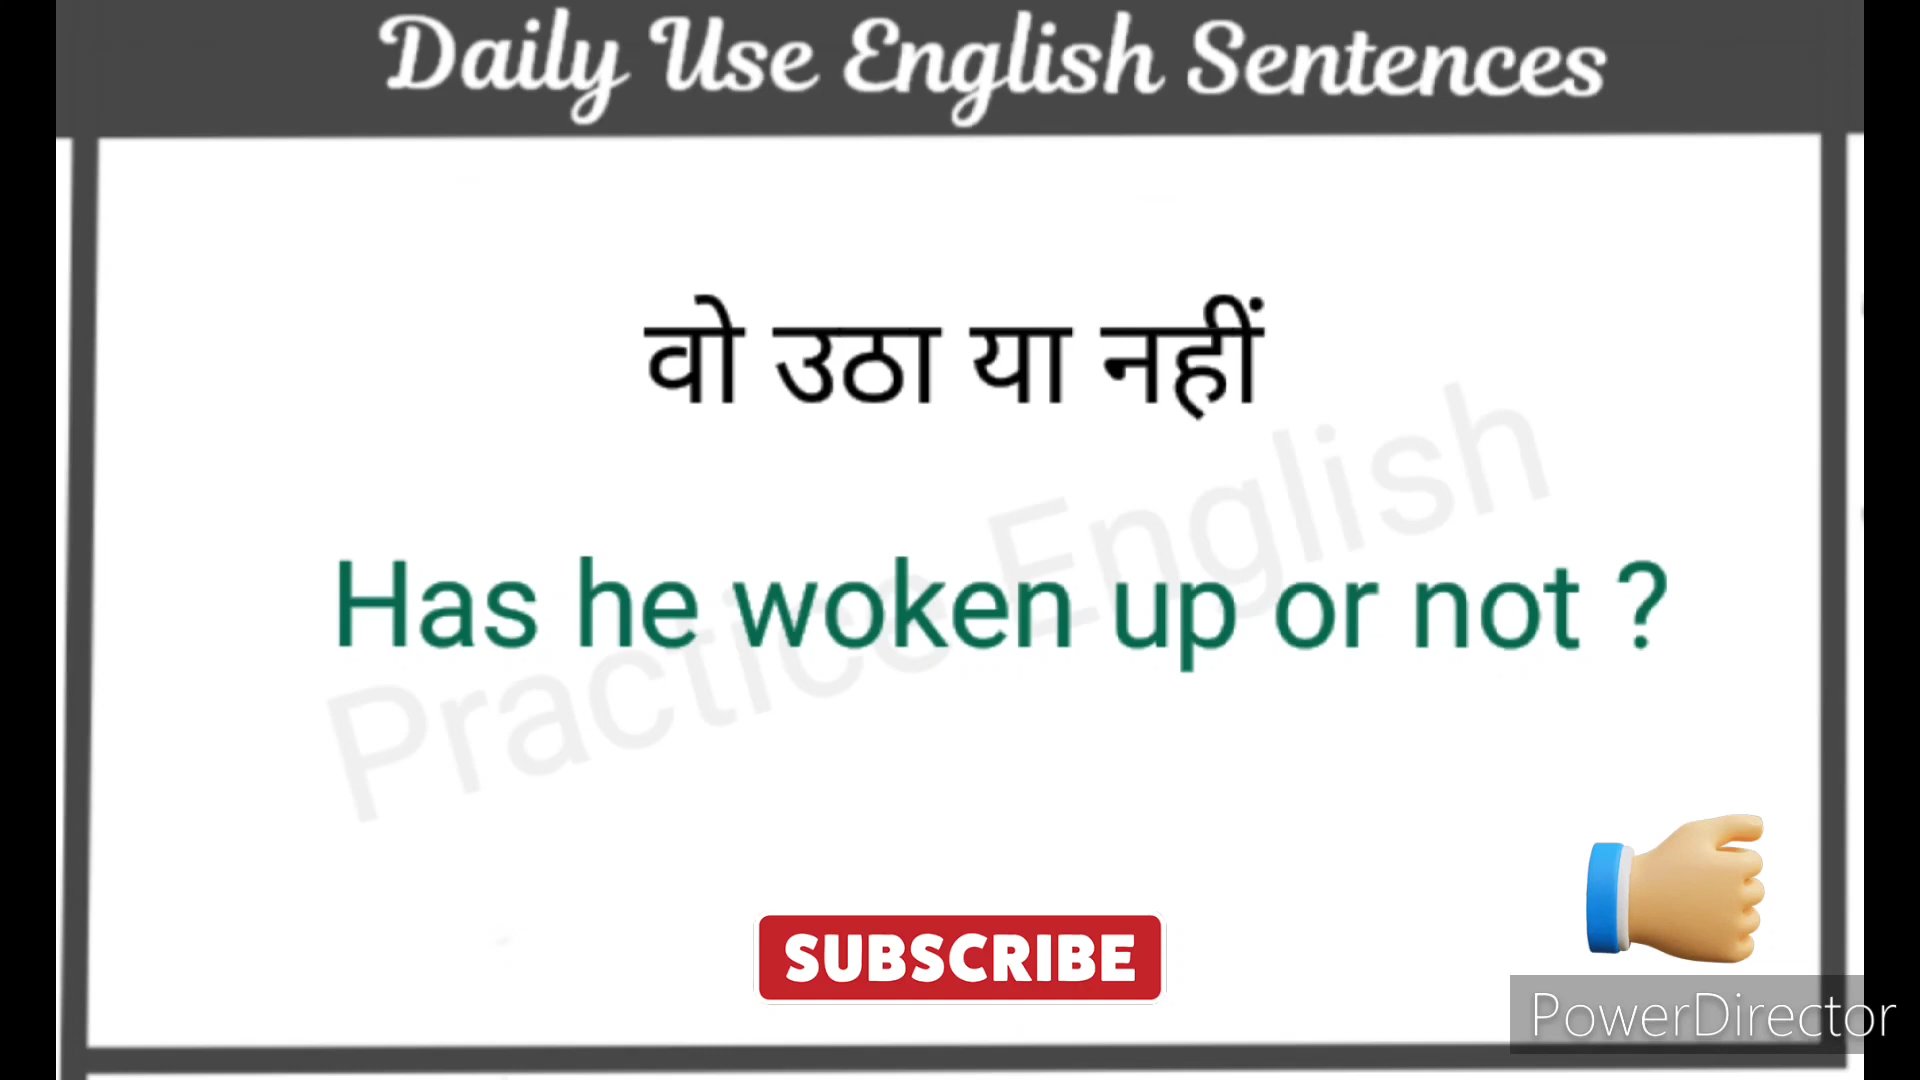 Daily Use English Sentences
वो उठा या नहीं
Has he woken up or not ?
Practice English
SUBSCRIBE
PowerDirector